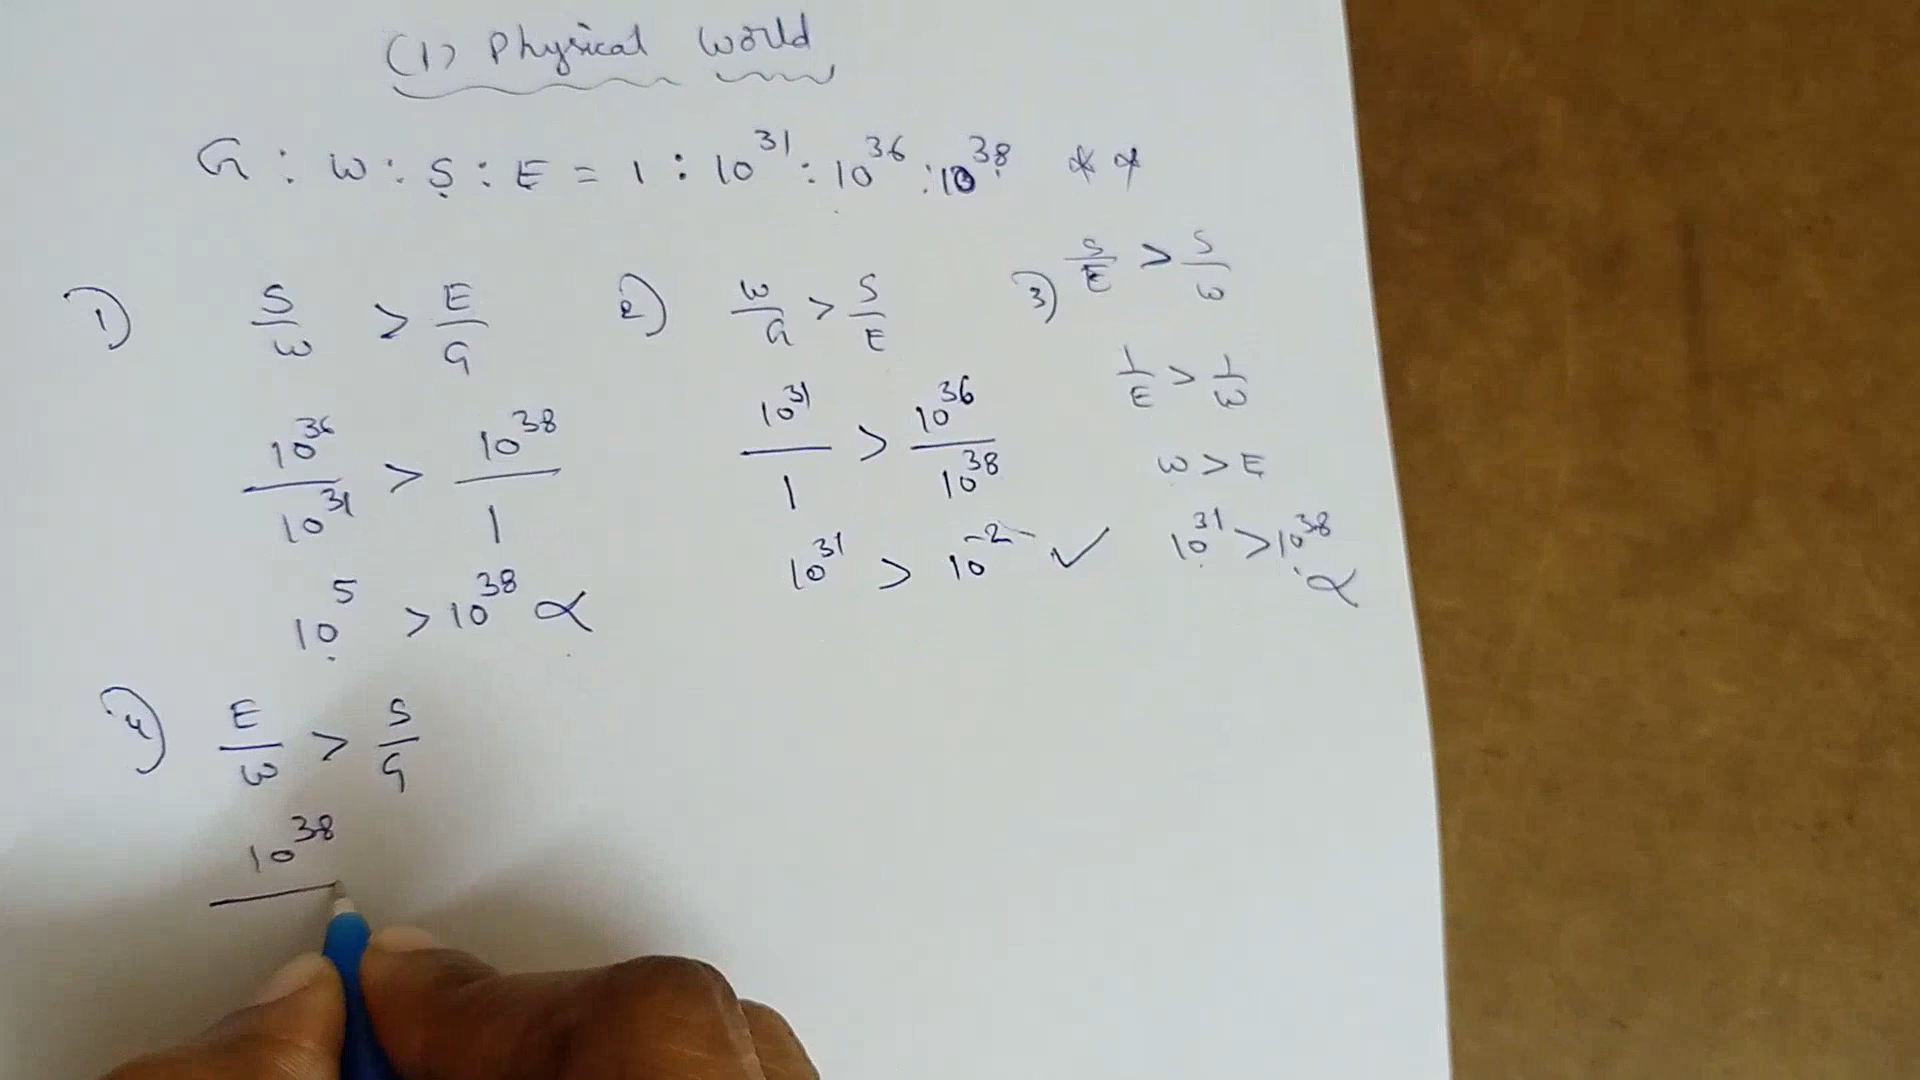 (1) Physical World
G : W : S : E = 1 : 10^31 : 10^36 : 10^38 **
1) S/W > E/G
10^36/10^31 > 10^38/1
10^5 > 10^38 ×
2) W/G > S/E
10^31/1 > 10^36/10^38
10^31 > 10^-2 ✓
3) S/E > S/W
1/E > 1/W
W > E
10^31 > 10^38 ×
4) E/W > S/G
10^38